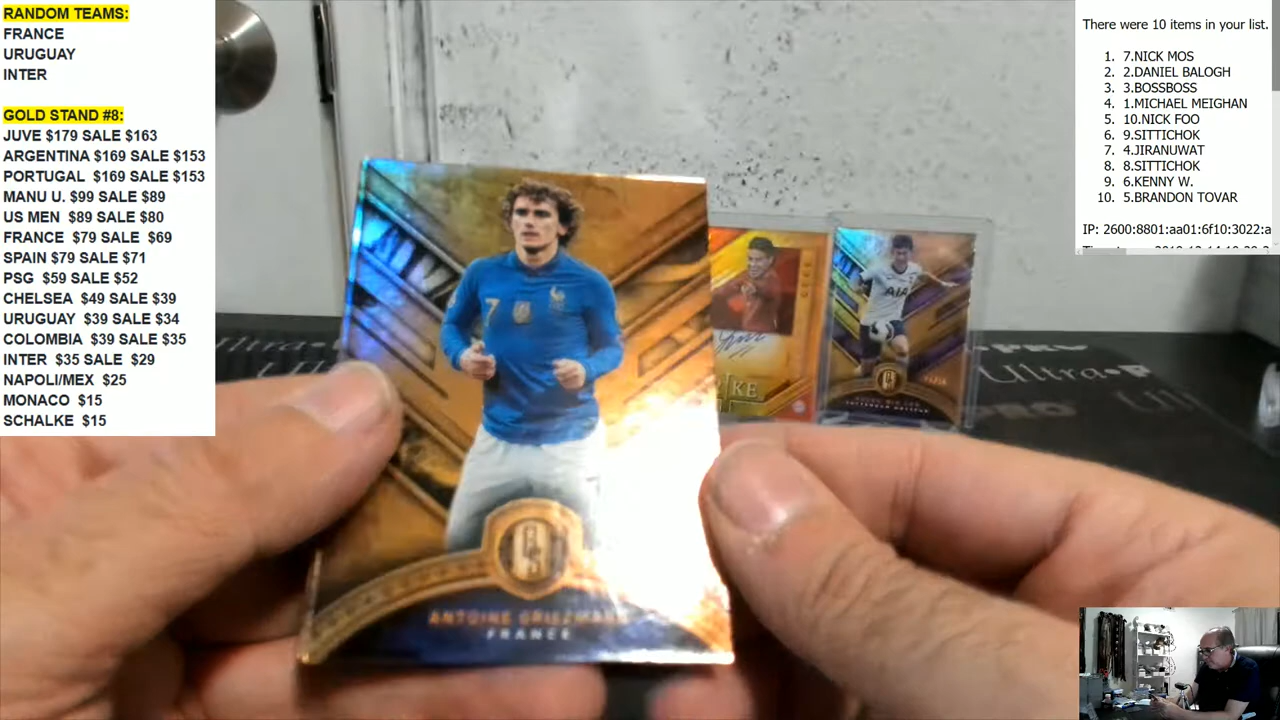 RANDOM TEAMS:
FRANCE
URUGUAY
INTER
GOLD STAND #8:
JUVE $179 SALE $163
ARGENTINA $169 SALE $153
PORTUGAL $169 SALE $153
MANU U. $99 SALE $89
US MEN $89 SALE $80
FRANCE $79 SALE $69
SPAIN $79 SALE $71
PSG $59 SALE $52
CHELSEA $49 SALE $39
URUGUAY $39 SALE $34
COLOMBIA $39 SALE $35
INTER $35 SALE $29
NAPOLI/MEX $25
MONACO $15
SCHALKE $15
There were 10 items in your list.
1. 7.NICK MOS
2. 2.DANIEL BALOGH
3. 3.BOSSBOSS
4. 1.MICHAEL MEIGHAN
5. 10.NICK FOO
6. 9.SITTICHOK
7. 4.JIRANUWAT
8. 8.SITTICHOK
9. 6.KENNY W.
10. 5.BRANDON TOVAR
IP: 2600:8801:aa01:6f10:3022:a
7
ANTOINE GRIEZMANN
FRANCE
AIA
TOTTENHAM HOTSPUR
Ultra
PRO